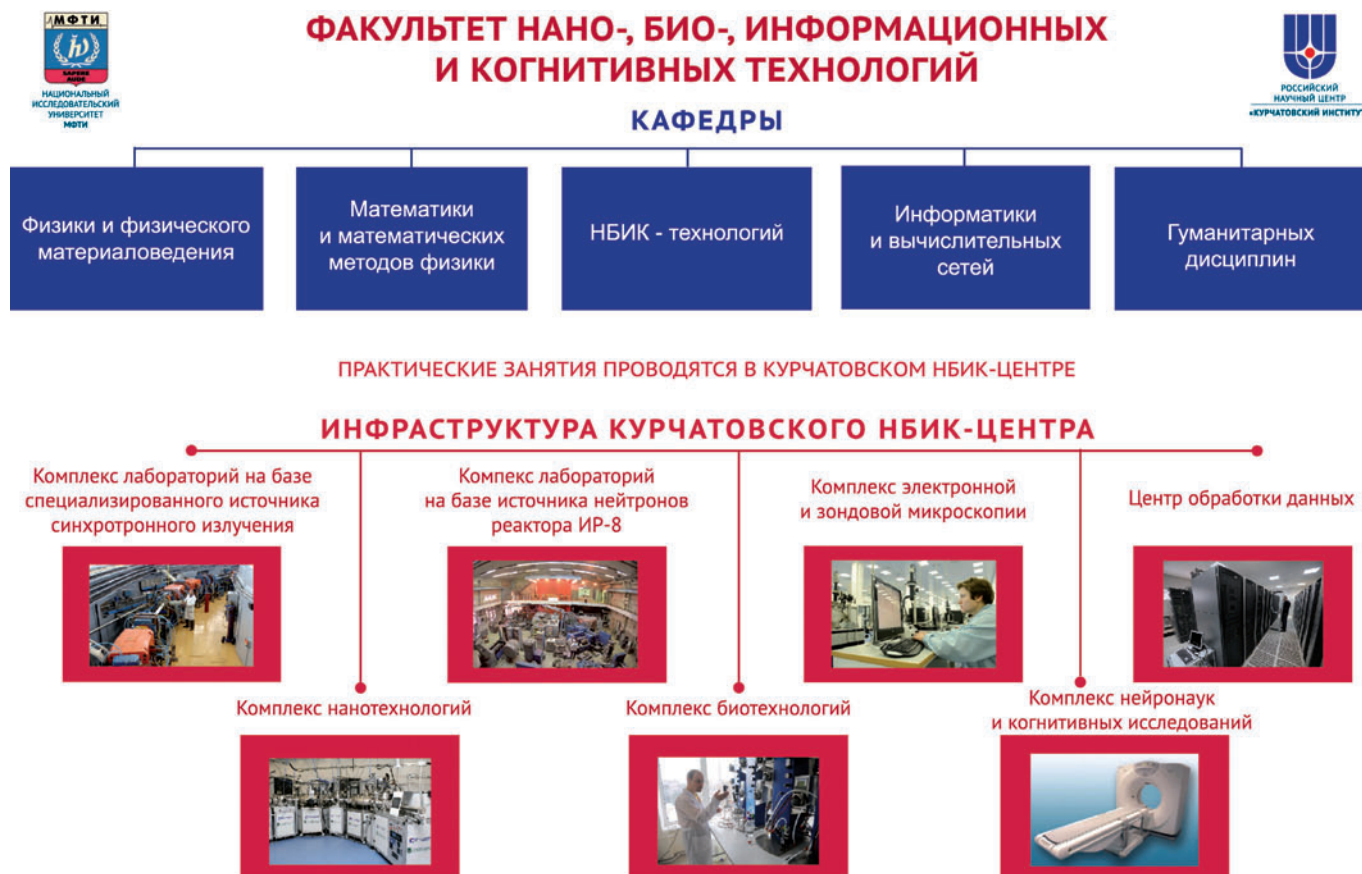 МФТИ
SAPERE
AUDE
НАЦИОНАЛЬНЫЙ
ИССЛЕДОВАТЕЛЬСКИЙ
УНИВЕРСИТЕТ
МФТИ
ФАКУЛЬТЕТ НАНО-, БИО-, ИНФОРМАЦИОННЫХ
И КОГНИТИВНЫХ ТЕХНОЛОГИЙ
РОССИЙСКИЙ
НАУЧНЫЙ ЦЕНТР
«КУРЧАТОВСКИЙ ИНСТИТУ
КАФЕДРЫ
Физики и физического
материаловедения
Математики
и математических
методов физики
НБИК - технологий
Информатики
и вычислительных
сетей
Гуманитарных
дисциплин
ПРАКТИЧЕСКИЕ ЗАНЯТИЯ ПРОВОДЯТСЯ В КУРЧАТОВСКОМ НБИК-ЦЕНТРЕ
ИНФРАСТРУКТУРА КУРЧАТОВСКОГО НБИК-ЦЕНТРА
Комплекс лабораторий на базе
специализированного источника
синхротронного излучения
Компекс лабораторий
на базе источника нейтронов
реактора ИР-8
Комплекс электронной
и зондовой микроскопии
Центр обработки данных
Комплекс нанотехнологий
Комплекс биотехнологий
Комплекс нейронаук
и когнитивных исследований